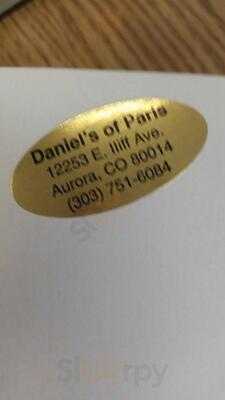 Daniel's of Paris
12253 E. Iliff Ave.
Aurora, CO 80014
(303) 751-6084